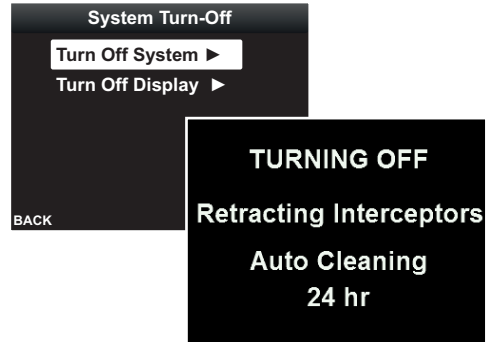 System Turn-Off
Turn Off System ►
Turn Off Display ►
BACK
TURNING OFF
Retracting Interceptors
Auto Cleaning
24 hr